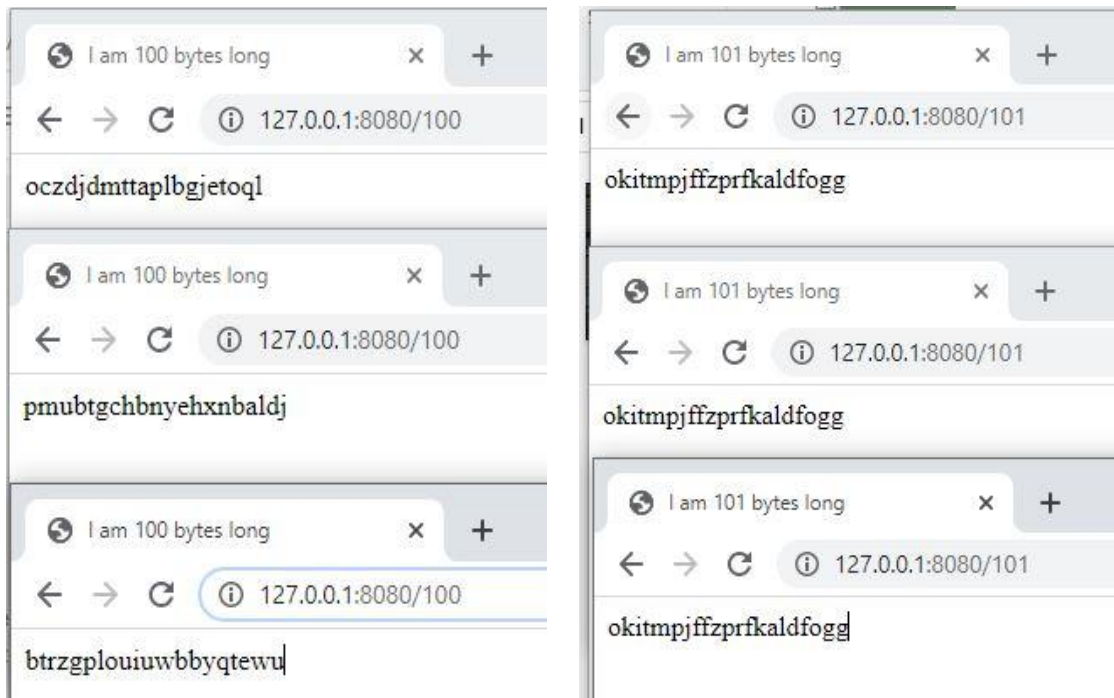 I am 100 bytes long
127.0.0.1:8080/100
oczdjdmttaplbgjetoql
I am 100 bytes long
127.0.0.1:8080/100
pmubtgchbnyehxnbaldj
I am 100 bytes long
127.0.0.1:8080/100
btrzgplouiuwbbyqtewu
I am 101 bytes long
127.0.0.1:8080/101
okitmpjffzprfkaldfogg
I am 101 bytes long
127.0.0.1:8080/101
okitmpjffzprfkaldfogg
I am 101 bytes long
127.0.0.1:8080/101
okitmpjffzprfkaldfogg